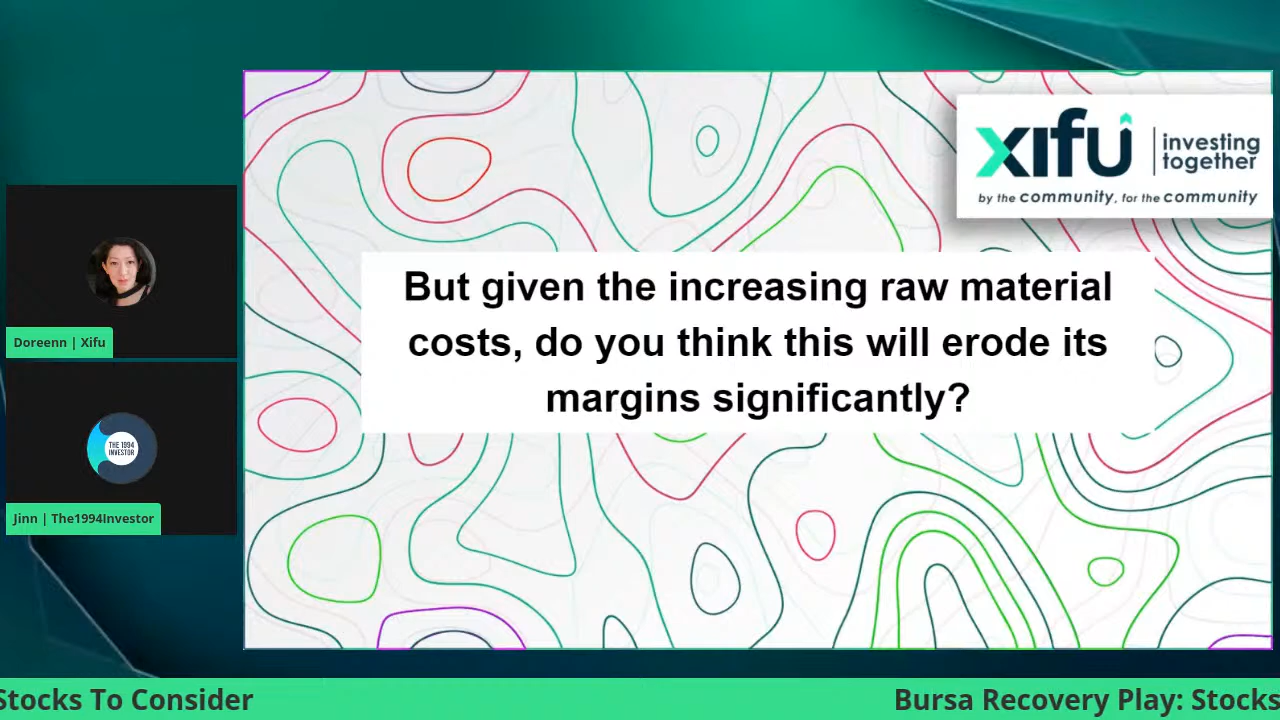 xifu
investing
together
by the community, for the community
But given the increasing raw material
costs, do you think this will erode its
margins significantly?
Doreenn | Xifu
THE 1994
INVESTOR
Jinn | The1994Investor
Stocks To Consider
Bursa Recovery Play: Stocks